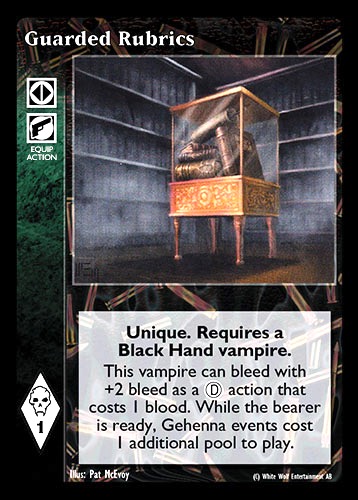 Guarded Rubrics
EQUIP
ACTION
Unique. Requires a
Black Hand vampire.
This vampire can bleed with
+2 bleed as a Ⓓ action that
costs 1 blood. While the bearer
is ready, Gehenna events cost
1 additional pool to play.
1
Illus: Pat McEvoy
(C) White Wolf Entertainment AB